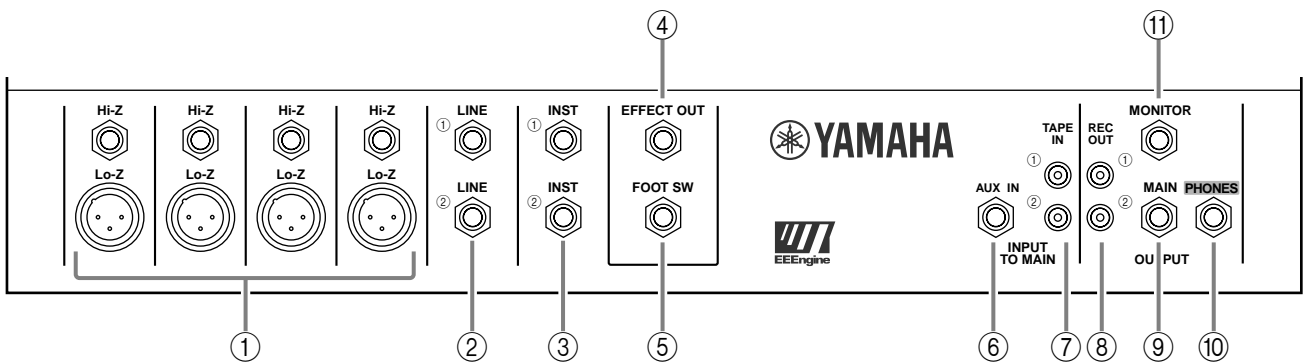 ④ ⑪
Hi-Z Hi-Z Hi-Z Hi-Z
LINE
①
INST
①
EFFECT OUT
YAMAHA
TAPE
IN
①
REC
OUT
①
MONITOR
Lo-Z Lo-Z Lo-Z Lo-Z
LINE
②
INST
②
FOOT SW
EEEngine
AUX IN
②
INPUT
TO MAIN
②
MAIN
PHONES
OU PUT
① ② ③ ⑤ ⑥ ⑦ ⑧ ⑨ ⑩